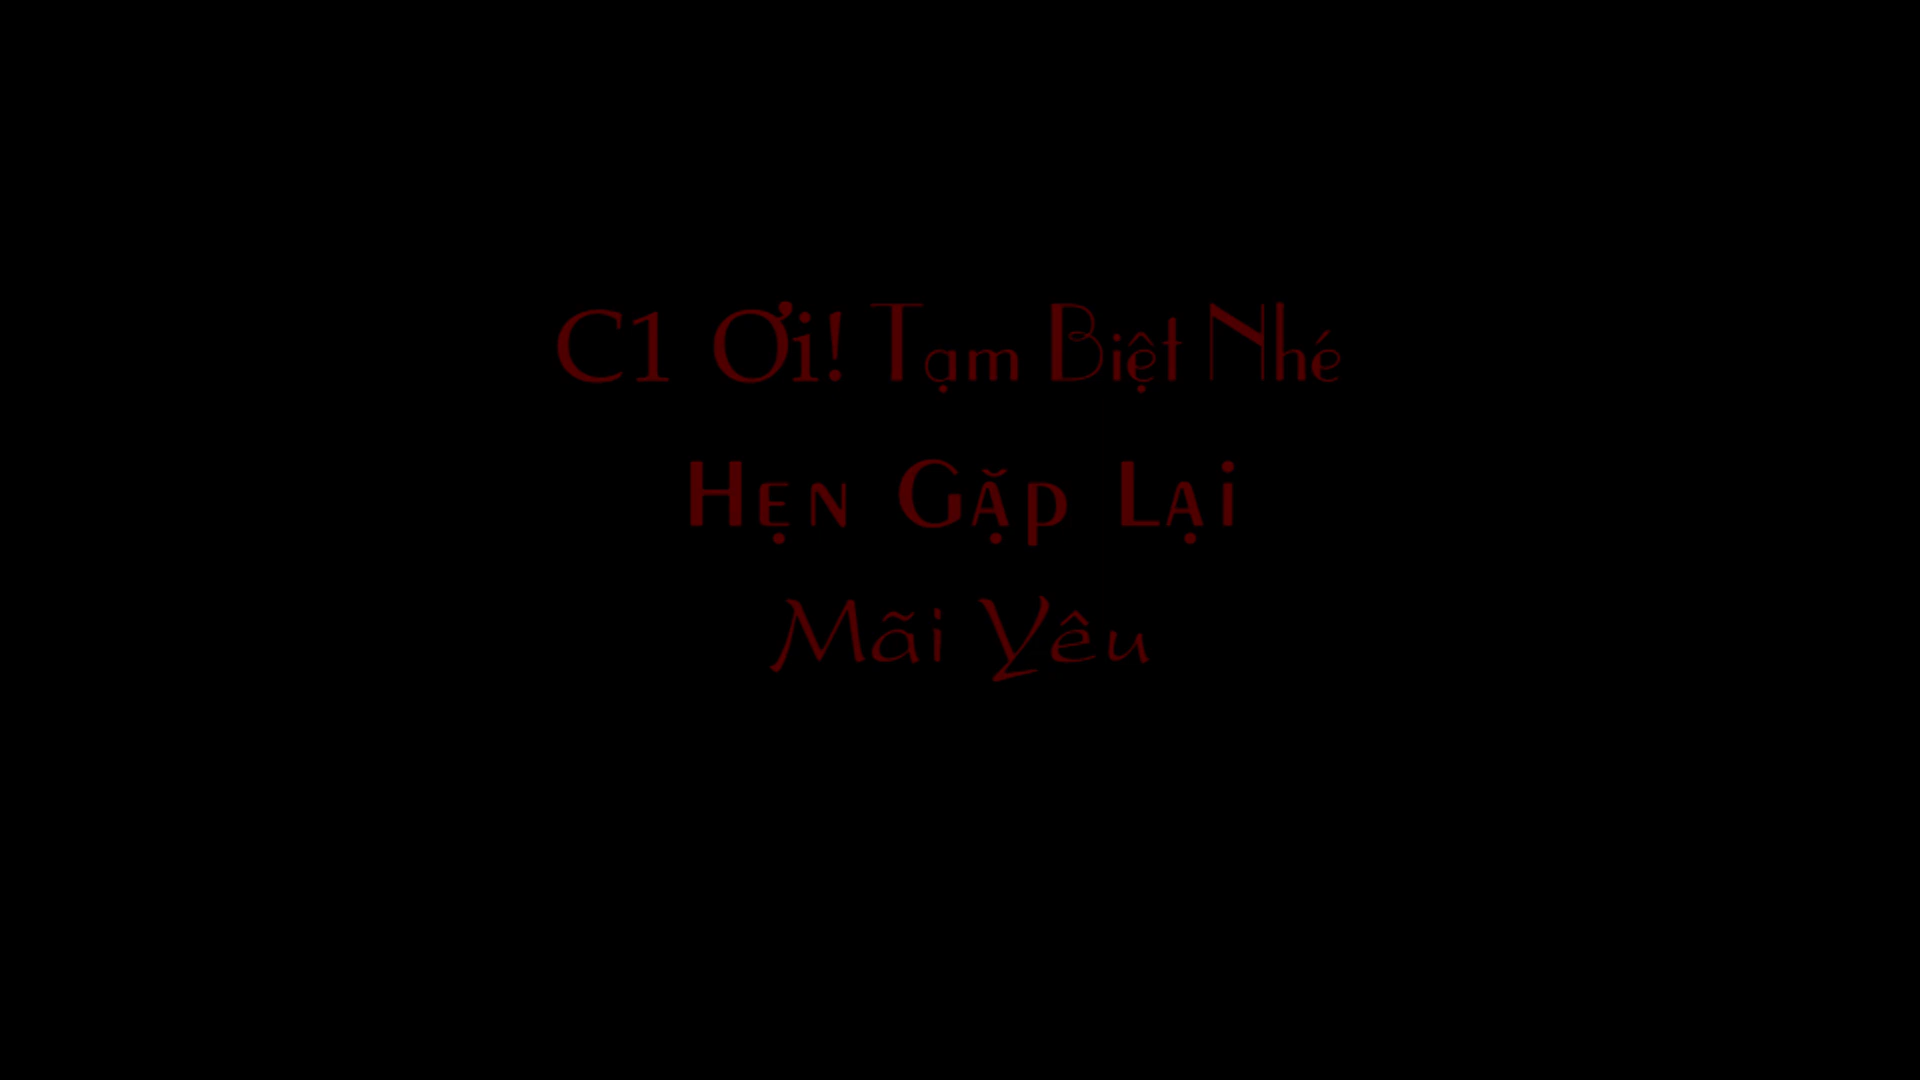 C1 Ơi! Tạm Biệt Nhé
Hẹn Gặp Lại
Mãi Yêu